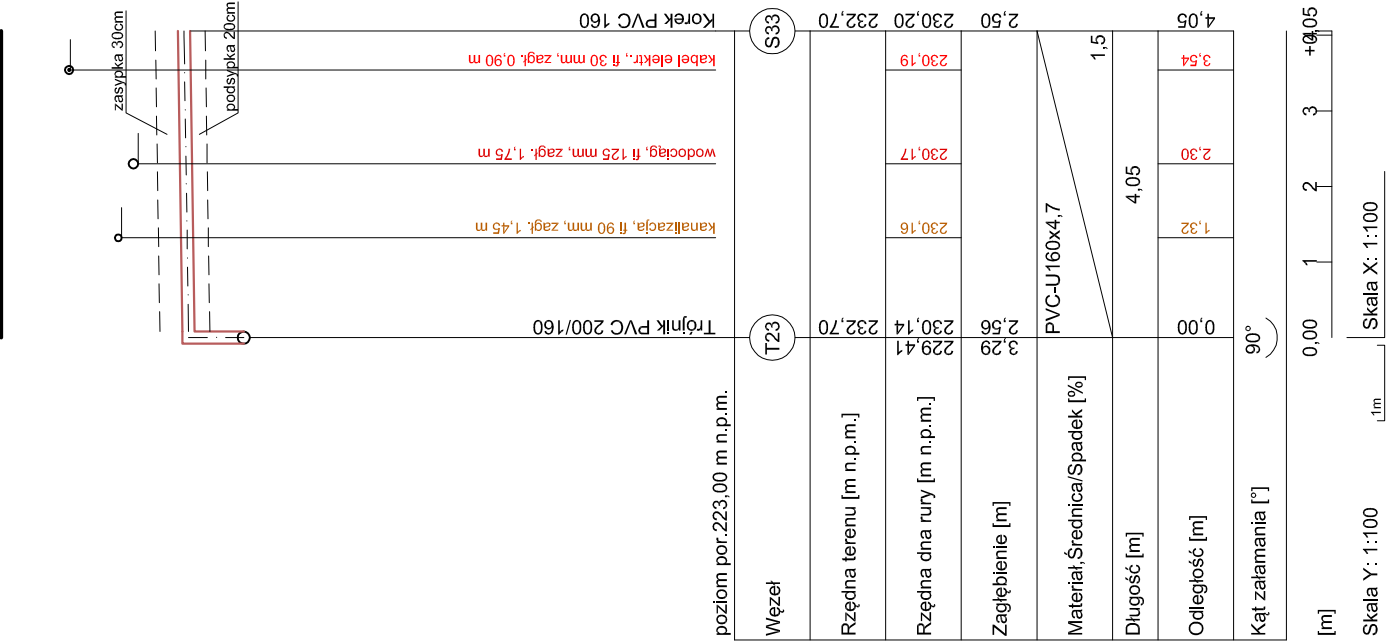 zasypka 30cm
podsypka 20cm
Trójnik PVC 200/160
kanalizacja, fi 90 mm, zagł. 1,45 m
wodociąg, fi 125 mm, zagł. 1,75 m
kabel elektr., fi 30 mm, zagł. 0,90 m
Korek PVC 160
poziom por.223,00 m n.p.m.
Węzeł
T23
S33
Rzędna terenu [m n.p.m.]
232,70
232,70
Rzędna dna rury [m n.p.m.]
229,41
230,14
230,16
230,17
230,19
230,20
Zagłębienie [m]
3,29
2,56
2,50
Materiał,Średnica/Spadek [%]
PVC-U160x4,7
1,5
Długość [m]
4,05
Odległość [m]
0,00
1,32
2,30
3,54
4,05
Kąt załamania [°]
90°
[m]
0,00
1
2
3
Skala Y: 1:100
1m
Skala X: 1:100